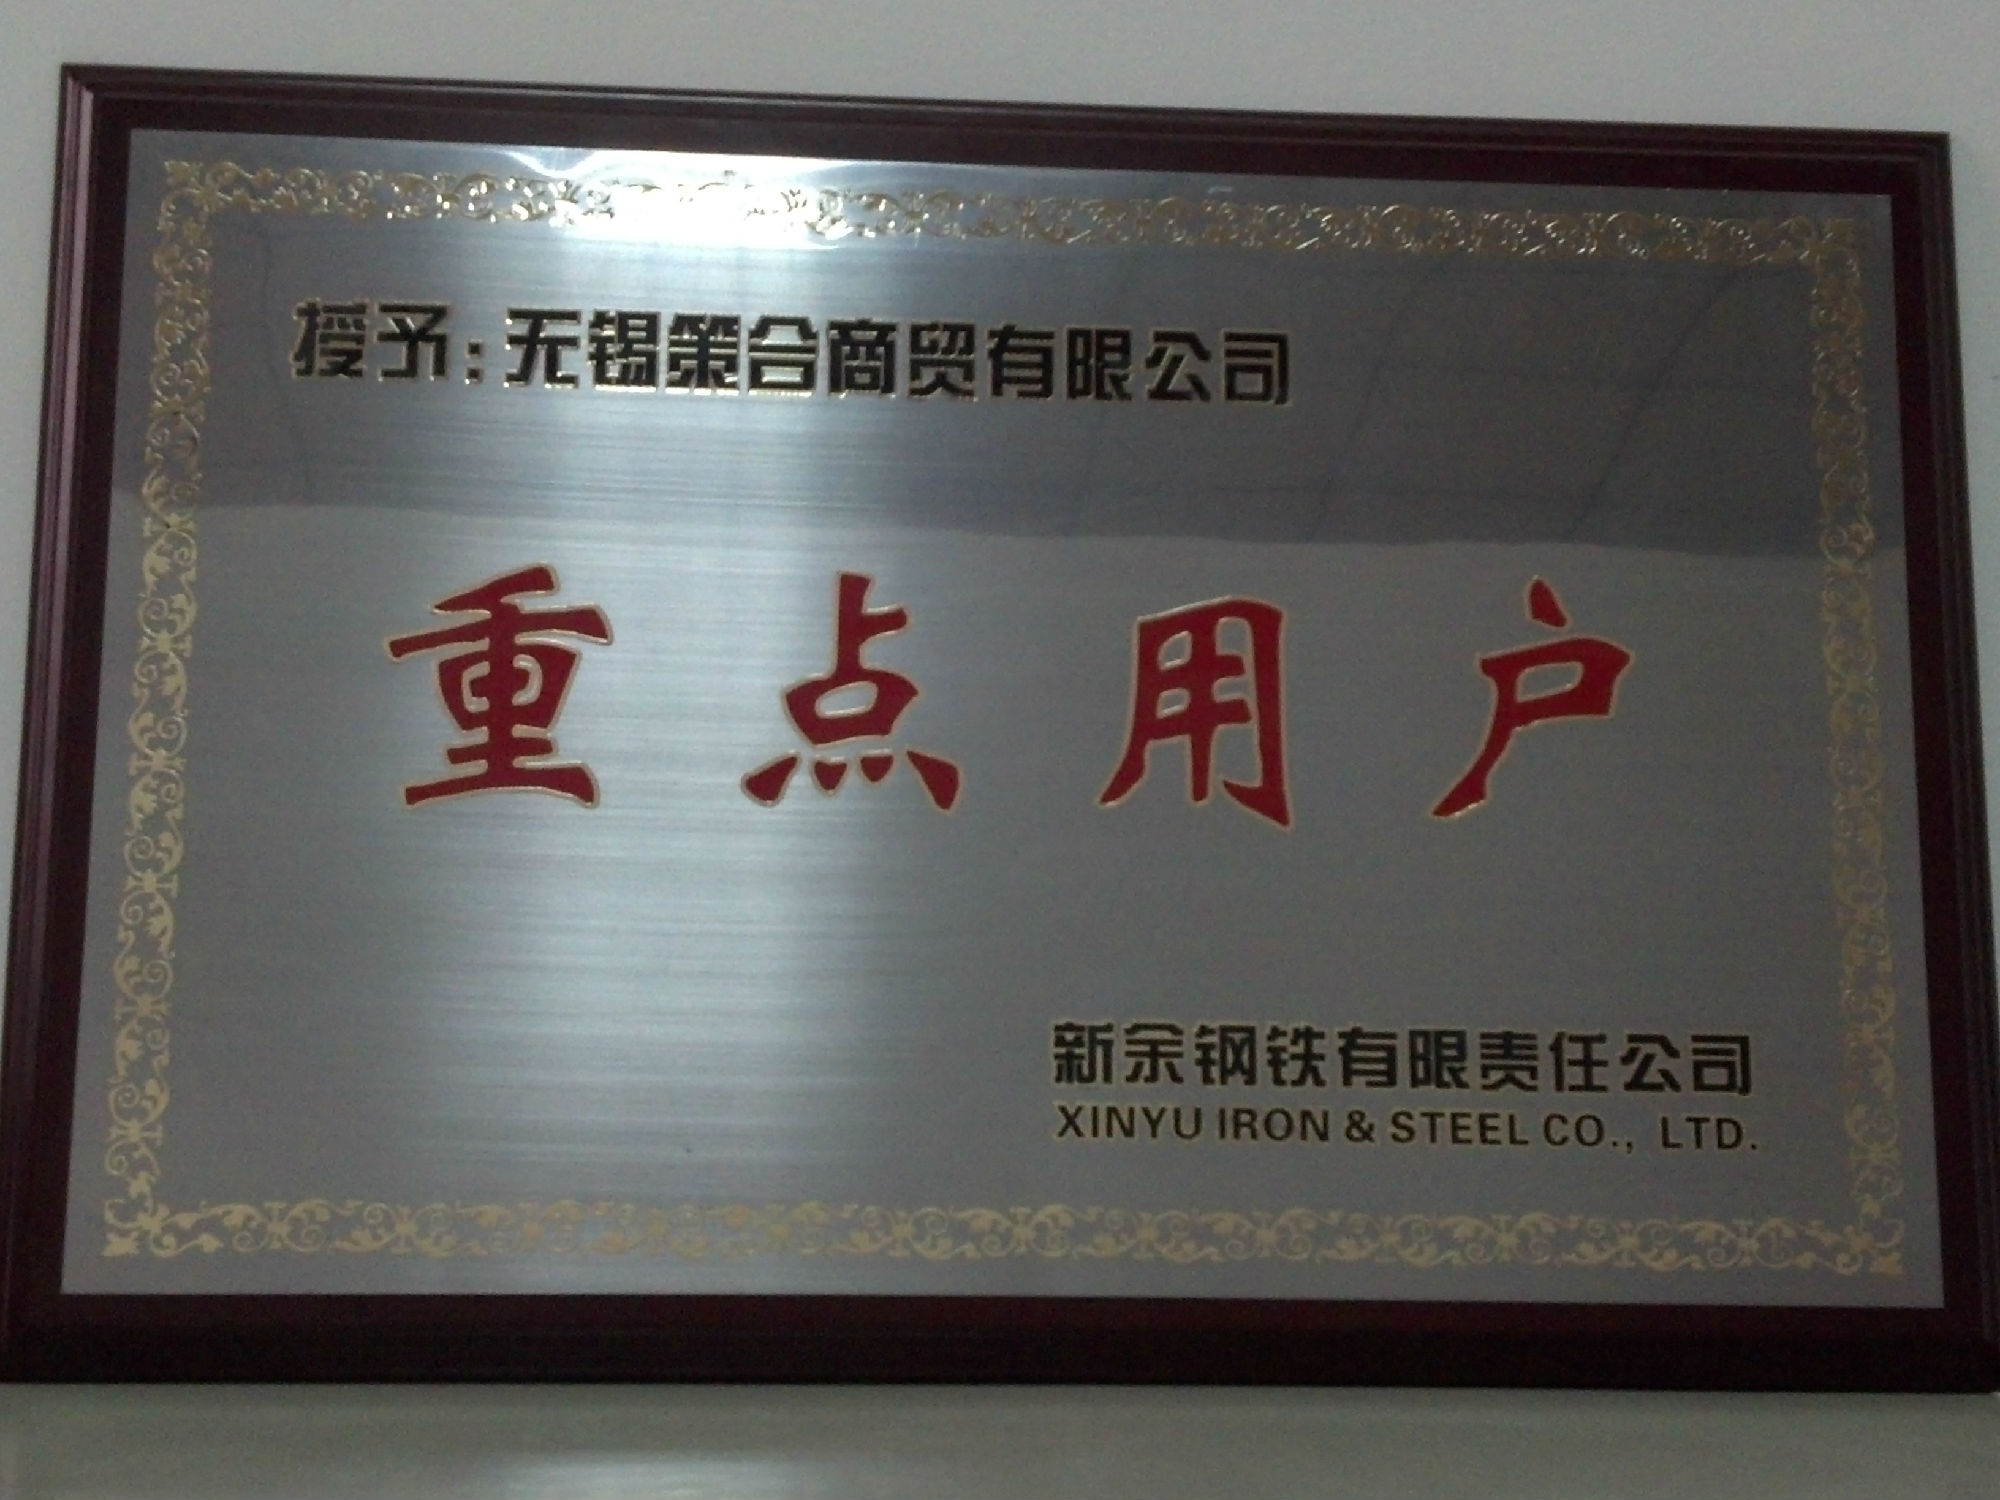 授予:无锡策合商贸有限公司
重点用户
新余钢铁有限责任公司
XINYU IRON & STEEL CO., LTD.